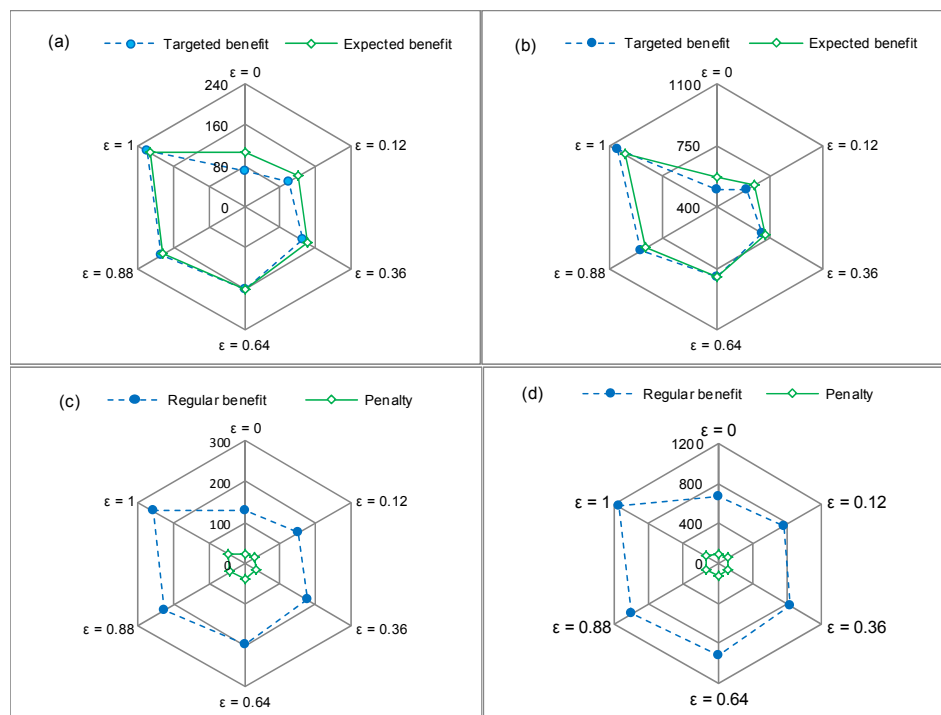 (a)
Targeted benefit
Expected benefit
ε = 0
240
160
80
0
ε = 1
ε = 0.12
ε = 0.88
ε = 0.36
ε = 0.64
(b)
Targeted benefit
Expected benefit
ε = 0
1100
750
400
ε = 1
ε = 0.12
ε = 0.88
ε = 0.36
ε = 0.64
(c)
Regular benefit
Penalty
ε = 0
300
200
100
0
ε = 1
ε = 0.12
ε = 0.88
ε = 0.36
ε = 0.64
(d)
Regular benefit
Penalty
ε = 0
1200
800
400
0
ε = 1
ε = 0.12
ε = 0.88
ε = 0.36
ε = 0.64